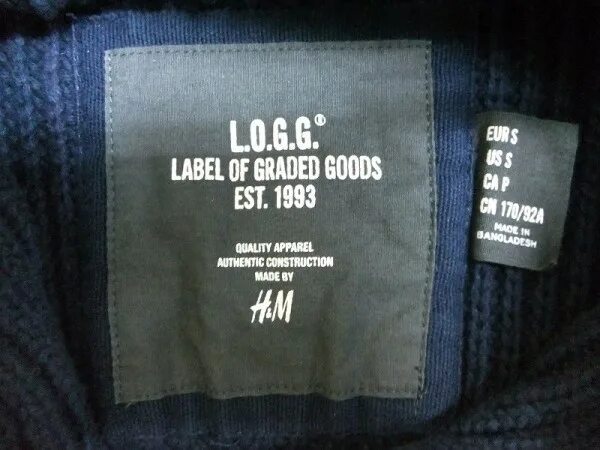 L.O.G.G.®
LABEL OF GRADED GOODS
EST. 1993
QUALITY APPAREL
AUTHENTIC CONSTRUCTION
MADE BY
H&M
EUR S
US S
CA P
CN 170/92A
MADE IN
BANGLADESH